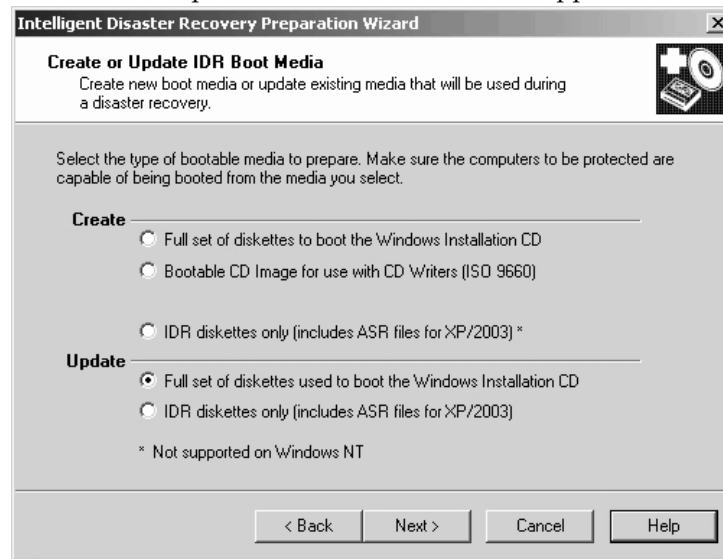 Intelligent Disaster Recovery Preparation Wizard
Create or Update IDR Boot Media
Create new boot media or update existing media that will be used during
a disaster recovery.
Select the type of bootable media to prepare. Make sure the computers to be protected are
capable of being booted from the media you select.
Create
Full set of diskettes to boot the Windows Installation CD
Bootable CD Image for use with CD Writers (ISO 9660)
IDR diskettes only (includes ASR files for XP/2003) *
Update
Full set of diskettes used to boot the Windows Installation CD
IDR diskettes only (includes ASR files for XP/2003)
* Not supported on Windows NT
< Back Next > Cancel Help